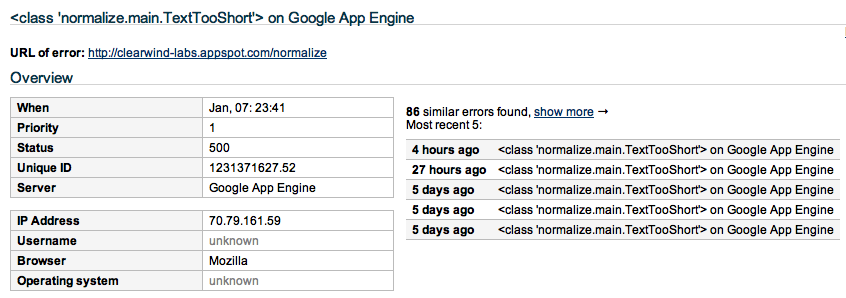 <class 'normalize.main.TextTooShort'> on Google App Engine
URL of error: http://clearwind-labs.appspot.com/normalize
Overview
When Jan, 07: 23:41
Priority 1
Status 500
Unique ID 1231371627.52
Server Google App Engine
IP Address 70.79.161.59
Username unknown
Browser Mozilla
Operating system unknown
86 similar errors found, show more →
Most recent 5:
4 hours ago <class 'normalize.main.TextTooShort'> on Google App Engine
27 hours ago <class 'normalize.main.TextTooShort'> on Google App Engine
5 days ago <class 'normalize.main.TextTooShort'> on Google App Engine
5 days ago <class 'normalize.main.TextTooShort'> on Google App Engine
5 days ago <class 'normalize.main.TextTooShort'> on Google App Engine